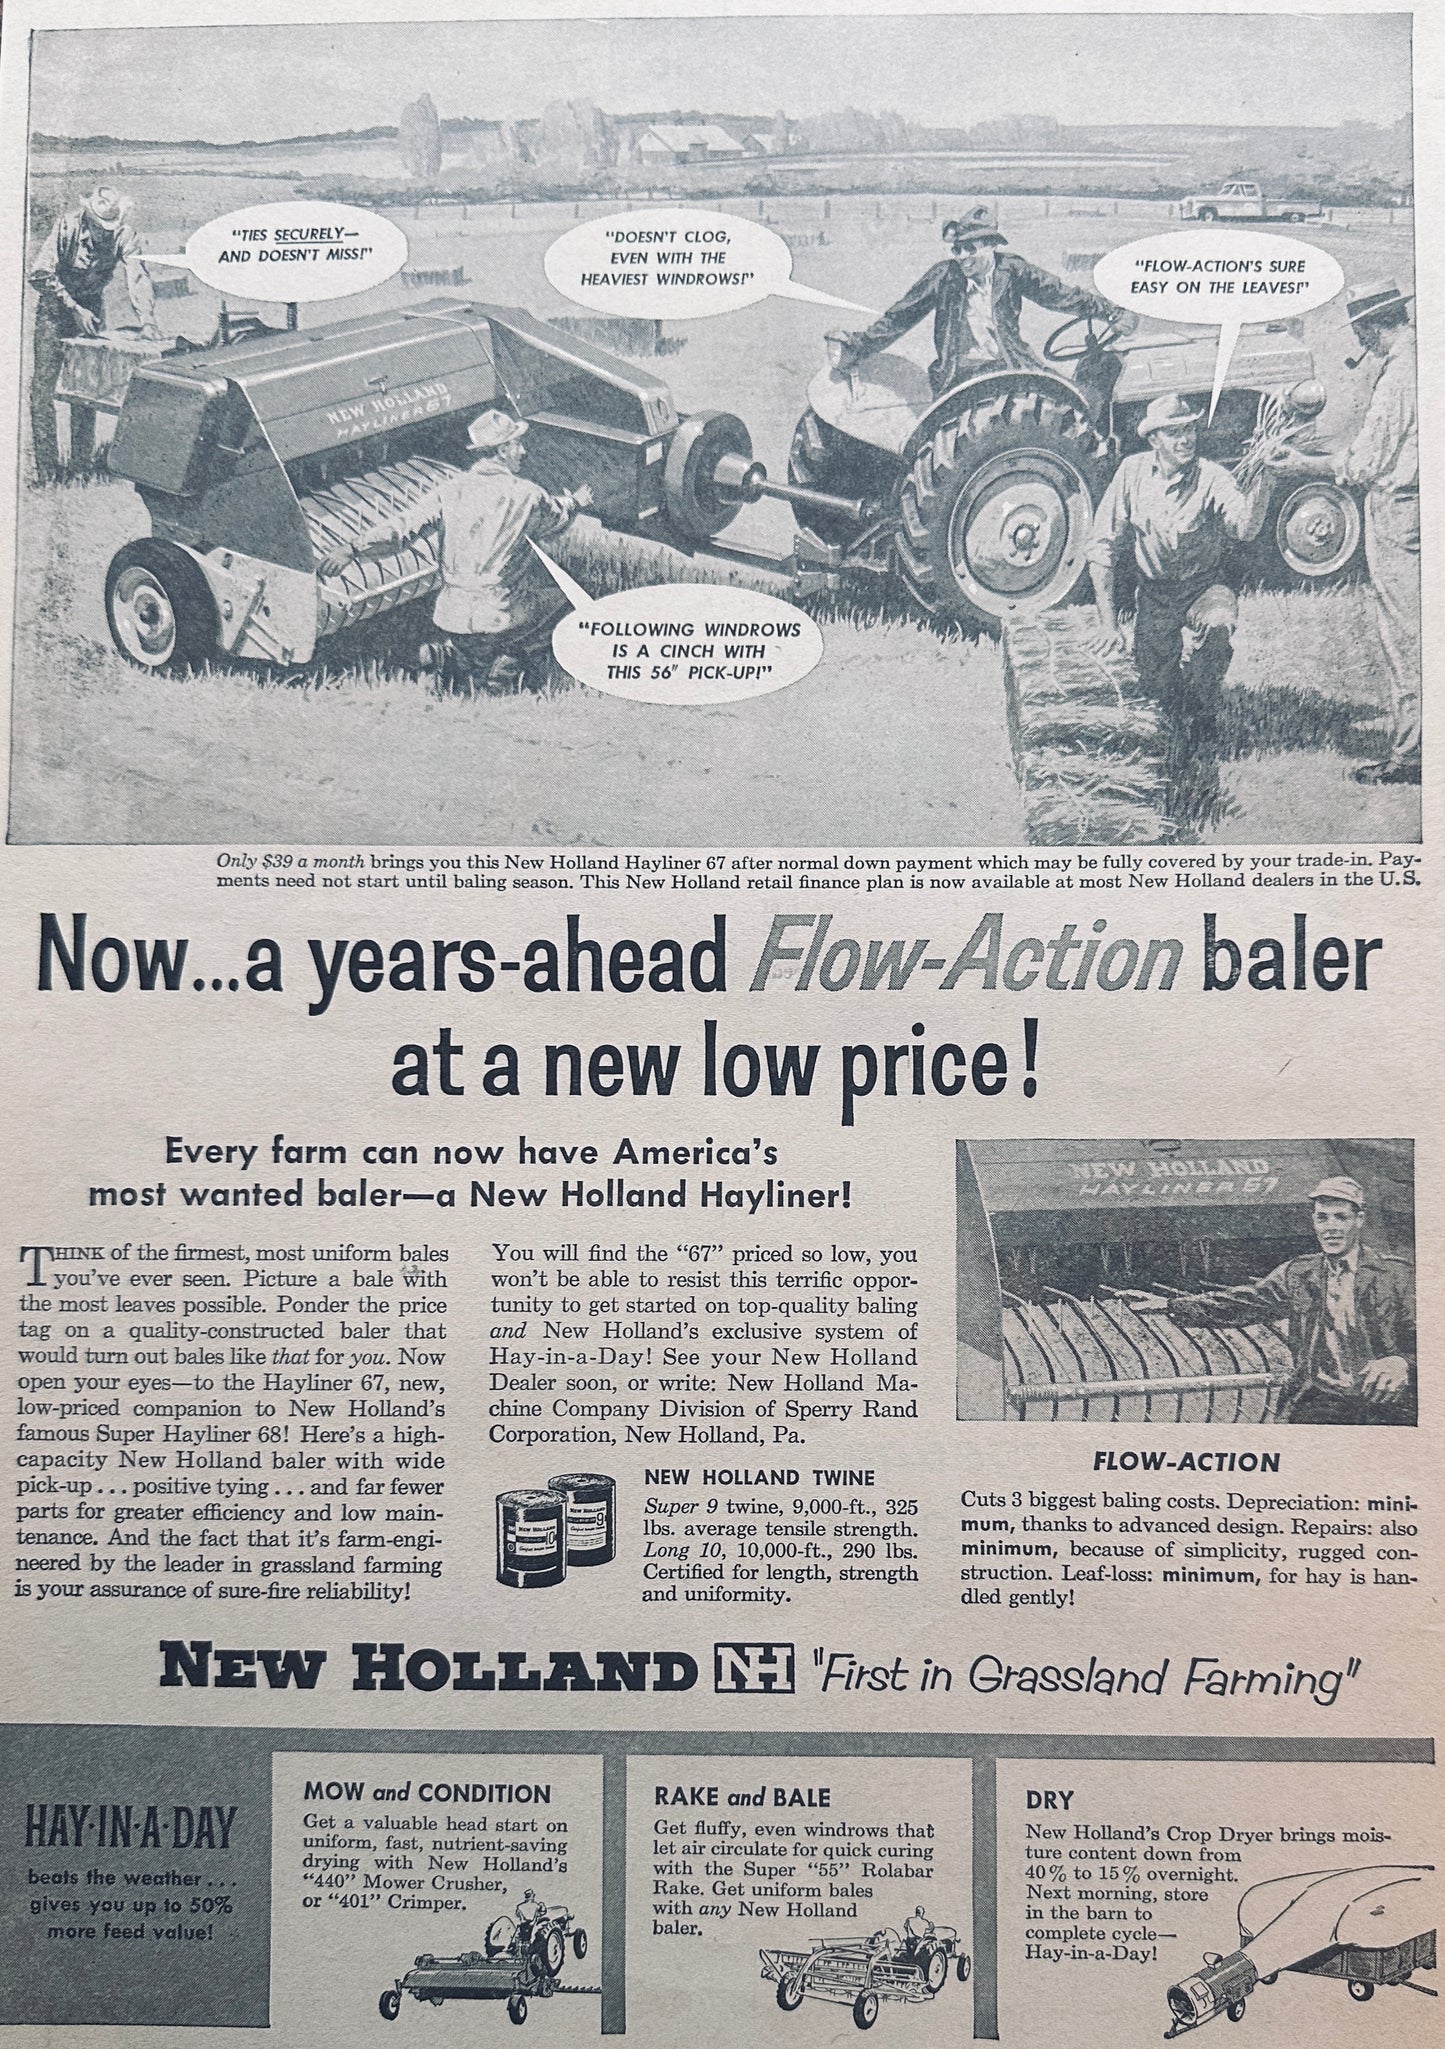 "TIES SECURELY—
AND DOESN'T MISS!"
"DOESN'T CLOG,
EVEN WITH THE
HEAVIEST WINDROWS!"
"FLOW-ACTION'S SURE
EASY ON THE LEAVES!"
NEW HOLLAND
HAYLINER 67
"FOLLOWING WINDROWS
IS A CINCH WITH
THIS 56" PICK-UP!"
Only $39 a month brings you this New Holland Hayliner 67 after normal down payment which may be fully covered by your trade-in. Pay-
ments need not start until baling season. This New Holland retail finance plan is now available at most New Holland dealers in the U.S.
Now...a years-ahead Flow-Action baler
at a new low price!
Every farm can now have America's
most wanted baler—a New Holland Hayliner!
THINK of the firmest, most uniform bales
you've ever seen. Picture a bale with
the most leaves possible. Ponder the price
tag on a quality-constructed baler that
would turn out bales like that for you. Now
open your eyes—to the Hayliner 67, new,
low-priced companion to New Holland's
famous Super Hayliner 68! Here's a high-
capacity New Holland baler with wide
pick-up . . . positive tying . . . and far fewer
parts for greater efficiency and low main-
tenance. And the fact that it's farm-engi-
neered by the leader in grassland farming
is your assurance of sure-fire reliability!
You will find the "67" priced so low, you
won't be able to resist this terrific oppor-
tunity to get started on top-quality baling
and New Holland's exclusive system of
Hay-in-a-Day! See your New Holland
Dealer soon, or write: New Holland Ma-
chine Company Division of Sperry Rand
Corporation, New Holland, Pa.
NEW HOLLAND
10
NEW HOLLAND
9
NEW HOLLAND TWINE
Super 9 twine, 9,000-ft., 325
lbs. average tensile strength.
Long 10, 10,000-ft., 290 lbs.
Certified for length, strength
and uniformity.
NEW HOLLAND
HAYLINER 67
FLOW-ACTION
Cuts 3 biggest baling costs. Depreciation: mini-
mum, thanks to advanced design. Repairs: also
minimum, because of simplicity, rugged con-
struction. Leaf-loss: minimum, for hay is han-
dled gently!
NEW HOLLAND NH "First in Grassland Farming"
HAY·IN·A·DAY
beats the weather . . .
gives you up to 50%
more feed value!
MOW and CONDITION
Get a valuable head start on
uniform, fast, nutrient-saving
drying with New Holland's
"440" Mower Crusher,
or "401" Crimper.
RAKE and BALE
Get fluffy, even windrows that
let air circulate for quick curing
with the Super "55" Rolabar
Rake. Get uniform bales
with any New Holland
baler.
DRY
New Holland's Crop Dryer brings mois-
ture content down from
40% to 15% overnight.
Next morning, store
in the barn to
complete cycle—
Hay-in-a-Day!